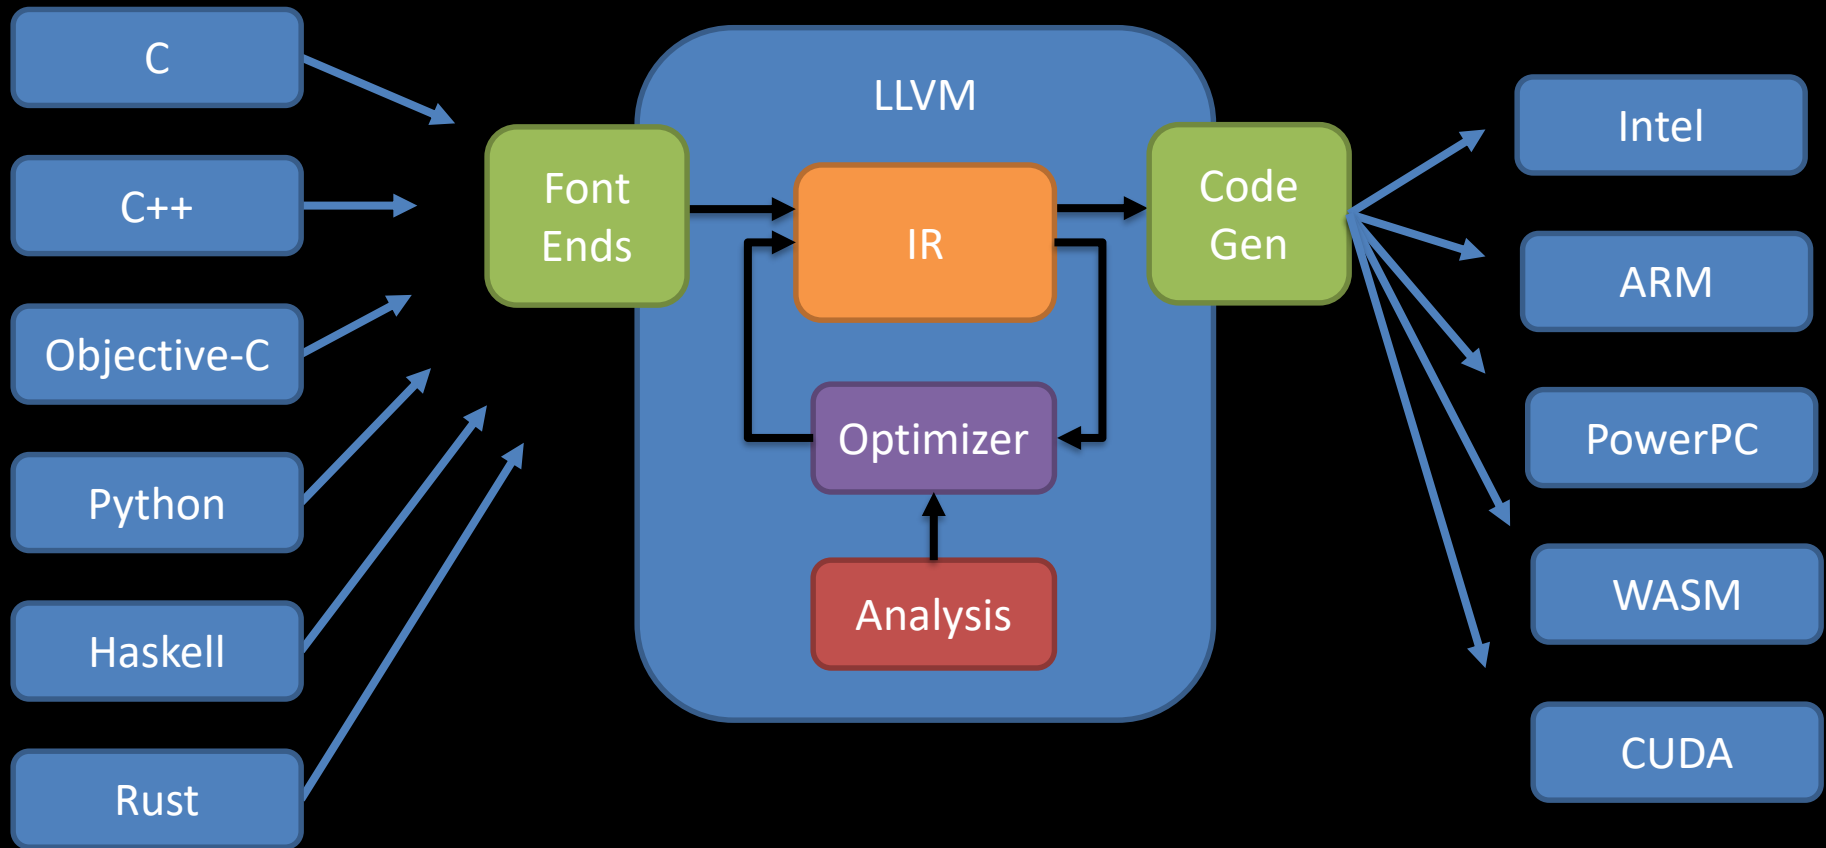 C
C++
Objective-C
Python
Haskell
Rust
Font
Ends
LLVM
IR
Optimizer
Analysis
Code
Gen
Intel
ARM
PowerPC
WASM
CUDA